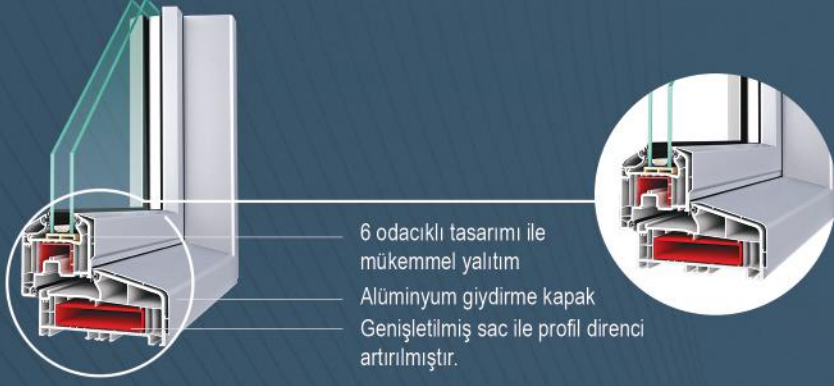 6 odacıklı tasarımı ile
mükemmel yalıtım
Alüminyum giydirme kapak
Genişletilmiş sac ile profil direnci
artırılmıştır.